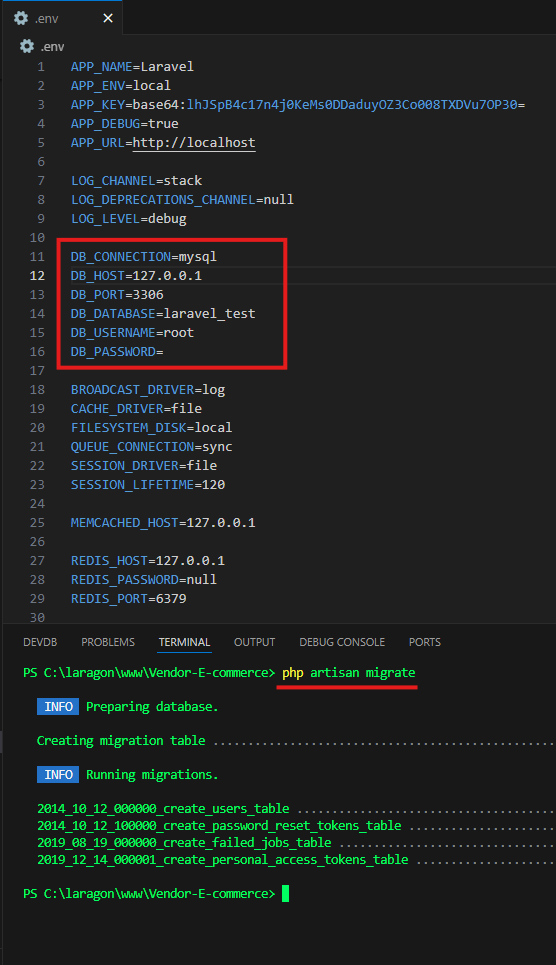 .env
.env
1 APP_NAME=Laravel
2 APP_ENV=local
3 APP_KEY=base64:lhJSpB4c17n4j0KeMs0DDaduyOZ3Co008TXDVu7OP30=
4 APP_DEBUG=true
5 APP_URL=http://localhost
6
7 LOG_CHANNEL=stack
8 LOG_DEPRECATIONS_CHANNEL=null
9 LOG_LEVEL=debug
10
11 DB_CONNECTION=mysql
12 DB_HOST=127.0.0.1
13 DB_PORT=3306
14 DB_DATABASE=laravel_test
15 DB_USERNAME=root
16 DB_PASSWORD=
17
18 BROADCAST_DRIVER=log
19 CACHE_DRIVER=file
20 FILESYSTEM_DISK=local
21 QUEUE_CONNECTION=sync
22 SESSION_DRIVER=file
23 SESSION_LIFETIME=120
24
25 MEMCACHED_HOST=127.0.0.1
26
27 REDIS_HOST=127.0.0.1
28 REDIS_PASSWORD=null
29 REDIS_PORT=6379
30
DEVDB PROBLEMS TERMINAL OUTPUT DEBUG CONSOLE PORTS
PS C:\laragon\www\Vendor-E-commerce> php artisan migrate
INFO Preparing database.
Creating migration table ............................................
INFO Running migrations.
2014_10_12_000000_create_users_table .................................
2014_10_12_100000_create_password_reset_tokens_table ...................
2019_08_19_000000_create_failed_jobs_table ............................
2019_12_14_000001_create_personal_access_tokens_table ..................
PS C:\laragon\www\Vendor-E-commerce>